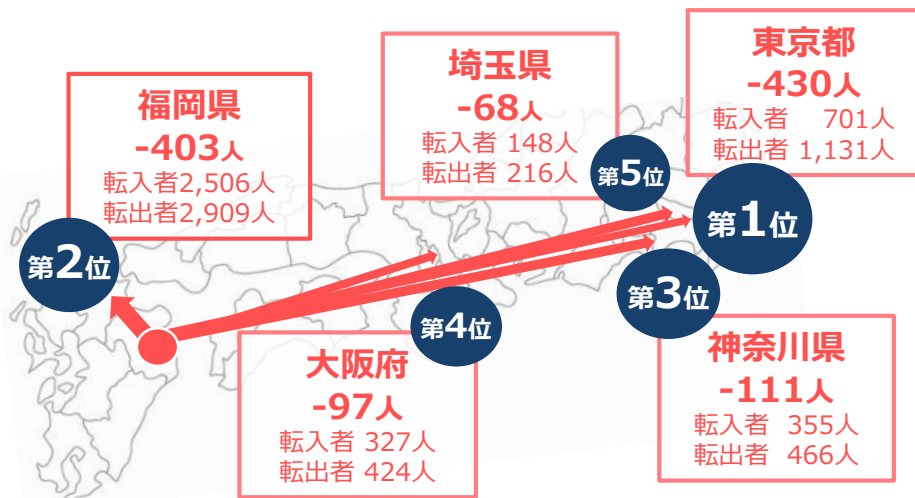 東京都
-430人
転入者 701人
転出者 1,131人
第1位
福岡県
-403人
転入者2,506人
転出者2,909人
第2位
神奈川県
-111人
転入者 355人
転出者 466人
第3位
大阪府
-97人
転入者 327人
転出者 424人
第4位
埼玉県
-68人
転入者 148人
転出者 216人
第5位